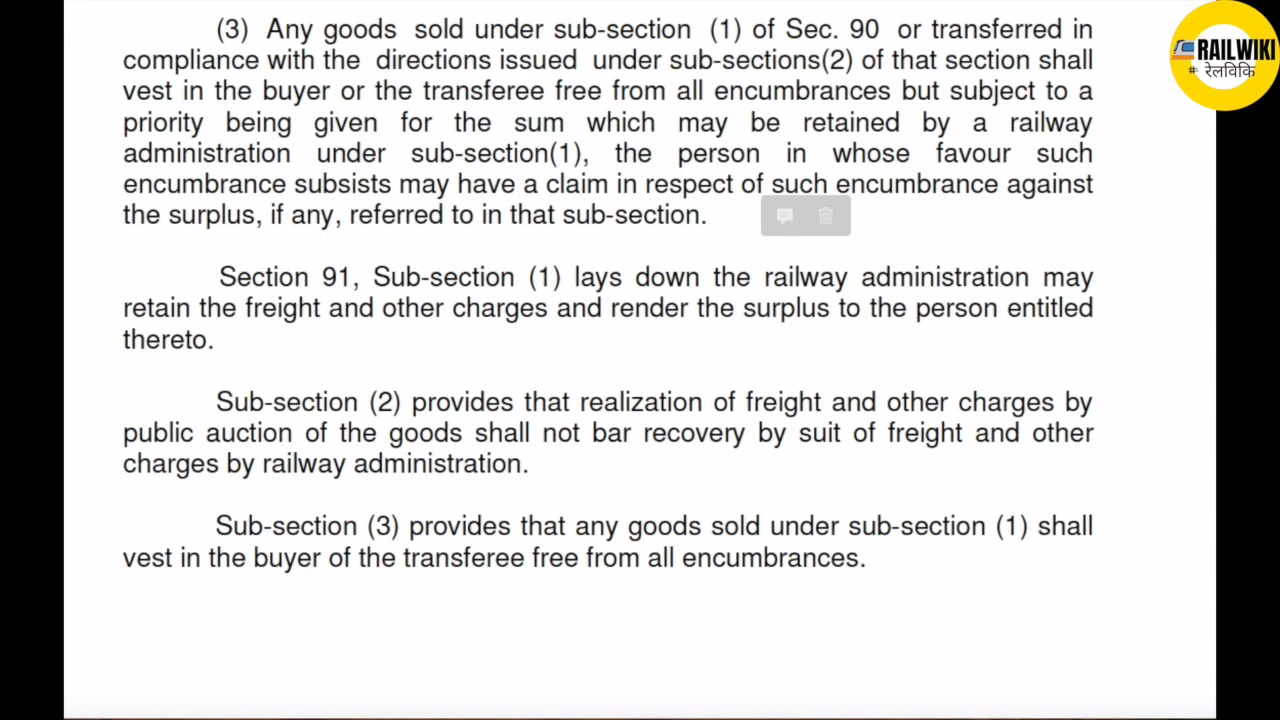 (3) Any goods sold under sub-section (1) of Sec. 90 or transferred in
compliance with the directions issued under sub-sections(2) of that section shall
vest in the buyer or the transferee free from all encumbrances but subject to a
priority being given for the sum which may be retained by a railway
administration under sub-section(1), the person in whose favour such
encumbrance subsists may have a claim in respect of such encumbrance against
the surplus, if any, referred to in that sub-section.
Section 91, Sub-section (1) lays down the railway administration may
retain the freight and other charges and render the surplus to the person entitled
thereto.
Sub-section (2) provides that realization of freight and other charges by
public auction of the goods shall not bar recovery by suit of freight and other
charges by railway administration.
Sub-section (3) provides that any goods sold under sub-section (1) shall
vest in the buyer of the transferee free from all encumbrances.
RAILWIKI
# रेलविकि